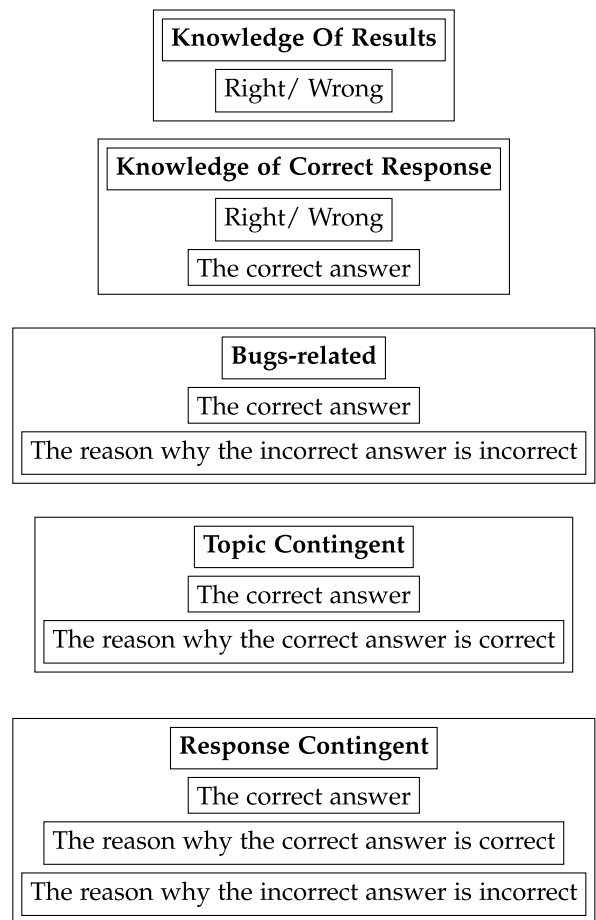 Knowledge Of Results
Right/ Wrong
Knowledge of Correct Response
Right/ Wrong
The correct answer
Bugs-related
The correct answer
The reason why the incorrect answer is incorrect
Topic Contingent
The correct answer
The reason why the correct answer is correct
Response Contingent
The correct answer
The reason why the correct answer is correct
The reason why the incorrect answer is incorrect